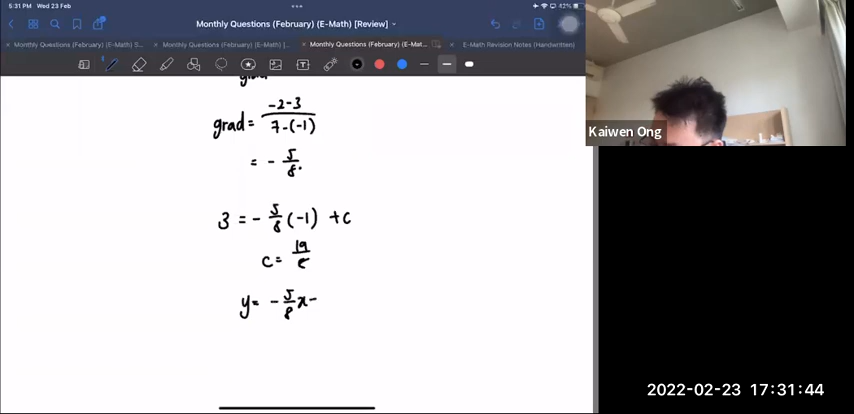 5:31 PM Wed 23 Feb
42%
Monthly Questions (February) (E-Math) [Review]
Monthly Questions (February) (E-Math) S...
Monthly Questions (February) (E-Math) [...
Monthly Questions (February) (E-Mat...
E-Math Revision Notes (Handwritten)
grad = -2-3 / 7-(-1)
= - 5/8
3 = - 5/8 (-1) + c
c = 19/
y = - 5/8 x -
Kaiwen Ong
2022-02-23 17:31:44